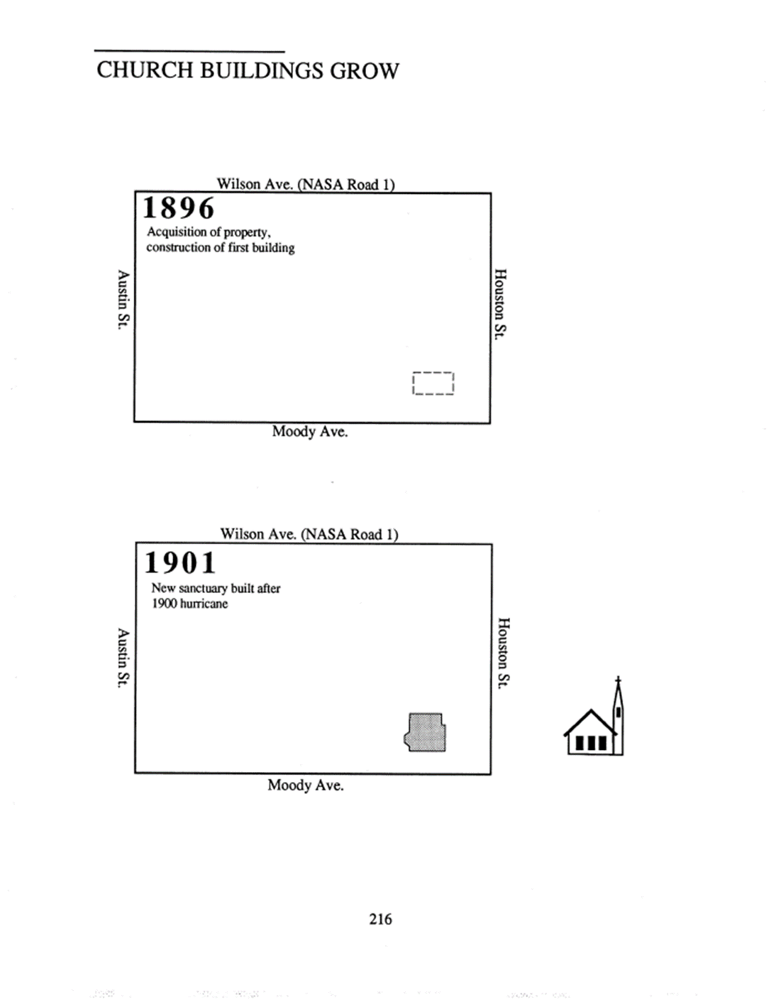 CHURCH BUILDINGS GROW
Wilson Ave. (NASA Road 1)
1896
Acquisition of property,
construction of first building
Austin St.
Houston St.
Moody Ave.
Wilson Ave. (NASA Road 1)
1901
New sanctuary built after
1900 hurricane
Austin St.
Houston St.
Moody Ave.
216